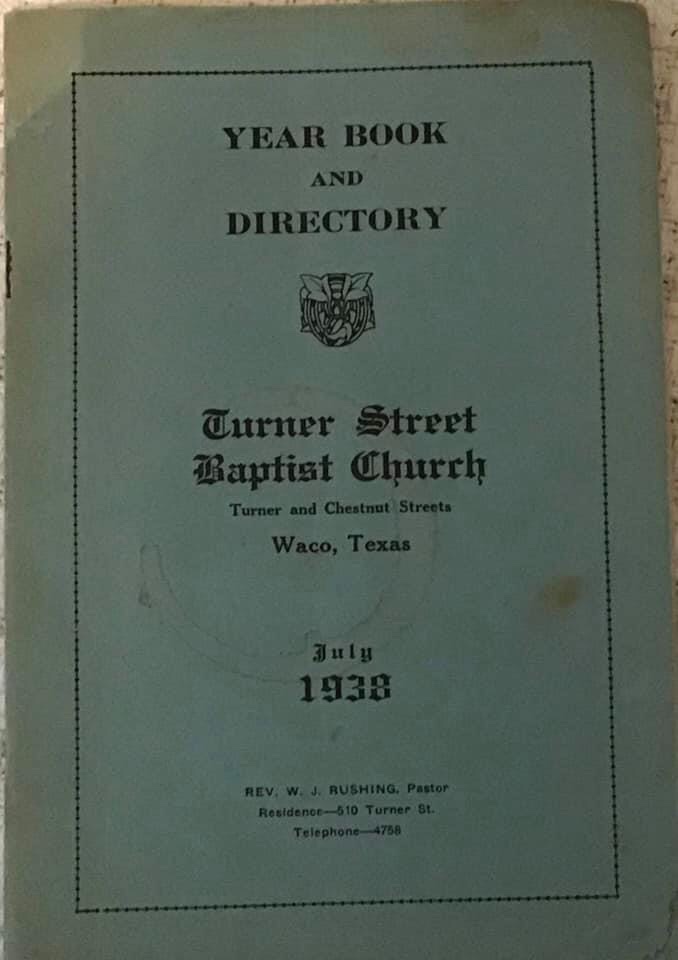 YEAR BOOK
AND
DIRECTORY
Turner Street
Baptist Church
Turner and Chestnut Streets
Waco, Texas
July
1938
REV. W. J. RUSHING, Pastor
Residence—510 Turner St.
Telephone—4758